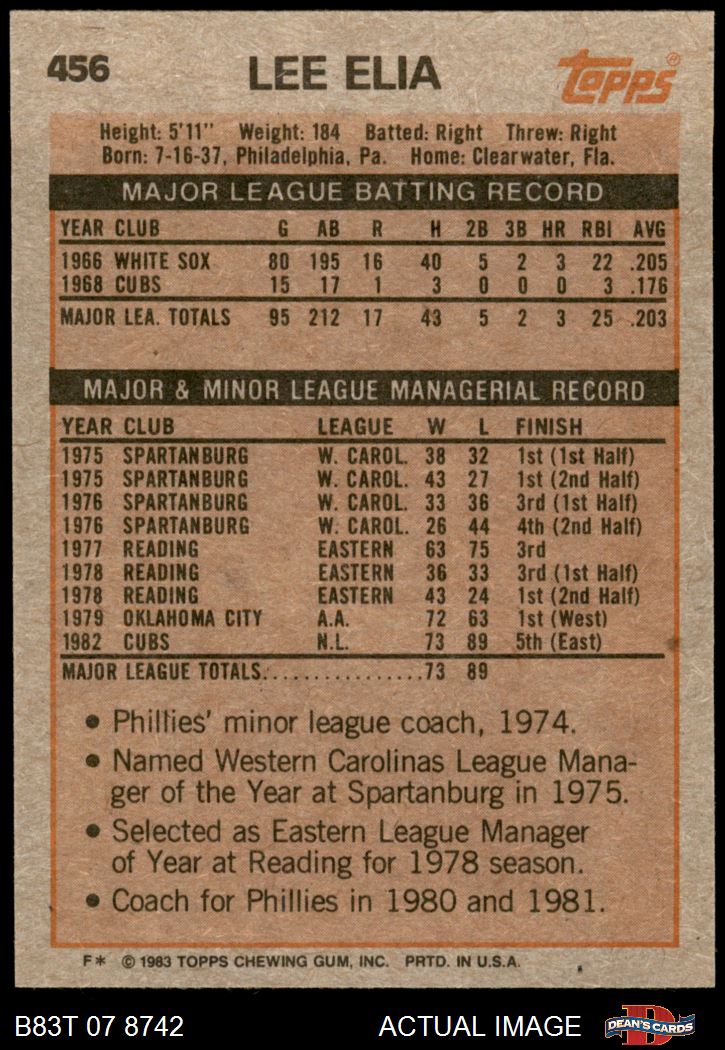 456 LEE ELIA Topps®
Height: 5'11" Weight: 184 Batted: Right Threw: Right
Born: 7-16-37, Philadelphia, Pa. Home: Clearwater, Fla.
MAJOR LEAGUE BATTING RECORD
YEAR CLUB G AB R H 2B 3B HR RBI AVG
1966 WHITE SOX 80 195 16 40 5 2 3 22 .205
1968 CUBS 15 17 1 3 0 0 0 3 .176
MAJOR LEA. TOTALS 95 212 17 43 5 2 3 25 .203
MAJOR & MINOR LEAGUE MANAGERIAL RECORD
YEAR CLUB LEAGUE W L FINISH
1975 SPARTANBURG W. CAROL. 38 32 1st (1st Half)
1975 SPARTANBURG W. CAROL. 43 27 1st (2nd Half)
1976 SPARTANBURG W. CAROL. 33 36 3rd (1st Half)
1976 SPARTANBURG W. CAROL. 26 44 4th (2nd Half)
1977 READING EASTERN 63 75 3rd
1978 READING EASTERN 36 33 3rd (1st Half)
1978 READING EASTERN 43 24 1st (2nd Half)
1979 OKLAHOMA CITY A.A. 72 63 1st (West)
1982 CUBS N.L. 73 89 5th (East)
MAJOR LEAGUE TOTALS................73 89
• Phillies' minor league coach, 1974.
• Named Western Carolinas League Mana-
ger of the Year at Spartanburg in 1975.
• Selected as Eastern League Manager
of Year at Reading for 1978 season.
• Coach for Phillies in 1980 and 1981.
F* © 1983 TOPPS CHEWING GUM, INC. PRTD. IN U.S.A.
B83T 07 8742 ACTUAL IMAGE DEAN'S CARDS